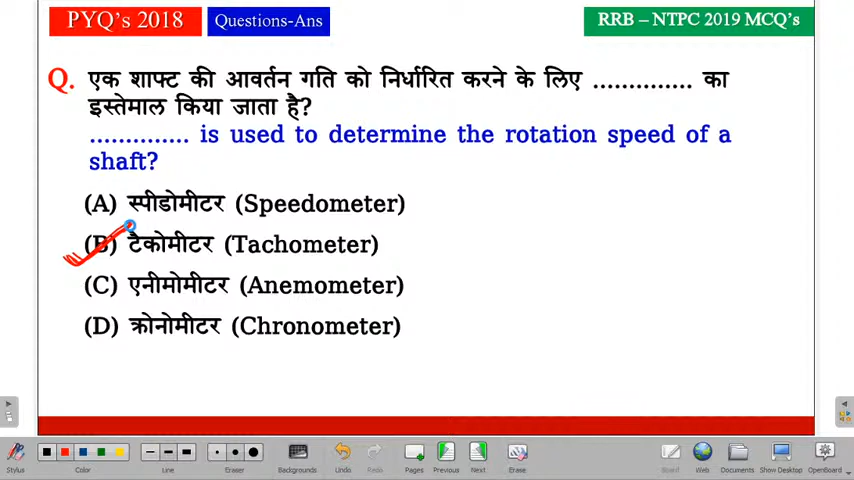 PYQ's 2018
Questions-Ans
RRB – NTPC 2019 MCQ's
Q. एक शाफ्ट की आवर्तन गति को निर्धारित करने के लिए .............. का
इस्तेमाल किया जाता है?
.............. is used to determine the rotation speed of a
shaft?
(A) स्पीडोमीटर (Speedometer)
(B) टैकोमीटर (Tachometer)
(C) एनीमोमीटर (Anemometer)
(D) क्रोनोमीटर (Chronometer)
Stylus
Color
Line
Eraser
Backgrounds
Undo
Redo
Pages
Previous
Next
Erase
Board
Web
Documents
Show Desktop
Openboard